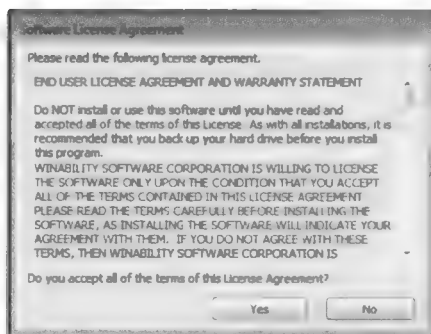 Software License Agreement
Please read the following license agreement.
END USER LICENSE AGREEMENT AND WARRANTY STATEMENT
Do NOT install or use this software until you have read and
accepted all of the terms of this License. As with all installations, it is
recommended that you back up your hard drive before you install
this program.
WINABILITY SOFTWARE CORPORATION IS WILLING TO LICENSE
THE SOFTWARE ONLY UPON THE CONDITION THAT YOU ACCEPT
ALL OF THE TERMS CONTAINED IN THIS LICENSE AGREEMENT
PLEASE READ THE TERMS CAREFULLY BEFORE INSTALLING THE
SOFTWARE, AS INSTALLING THE SOFTWARE WILL INDICATE YOUR
AGREEMENT WITH THEM. IF YOU DO NOT AGREE WITH THESE
TERMS, THEN WINABILITY SOFTWARE CORPORATION IS
Do you accept all of the terms of this License Agreement?
Yes
No